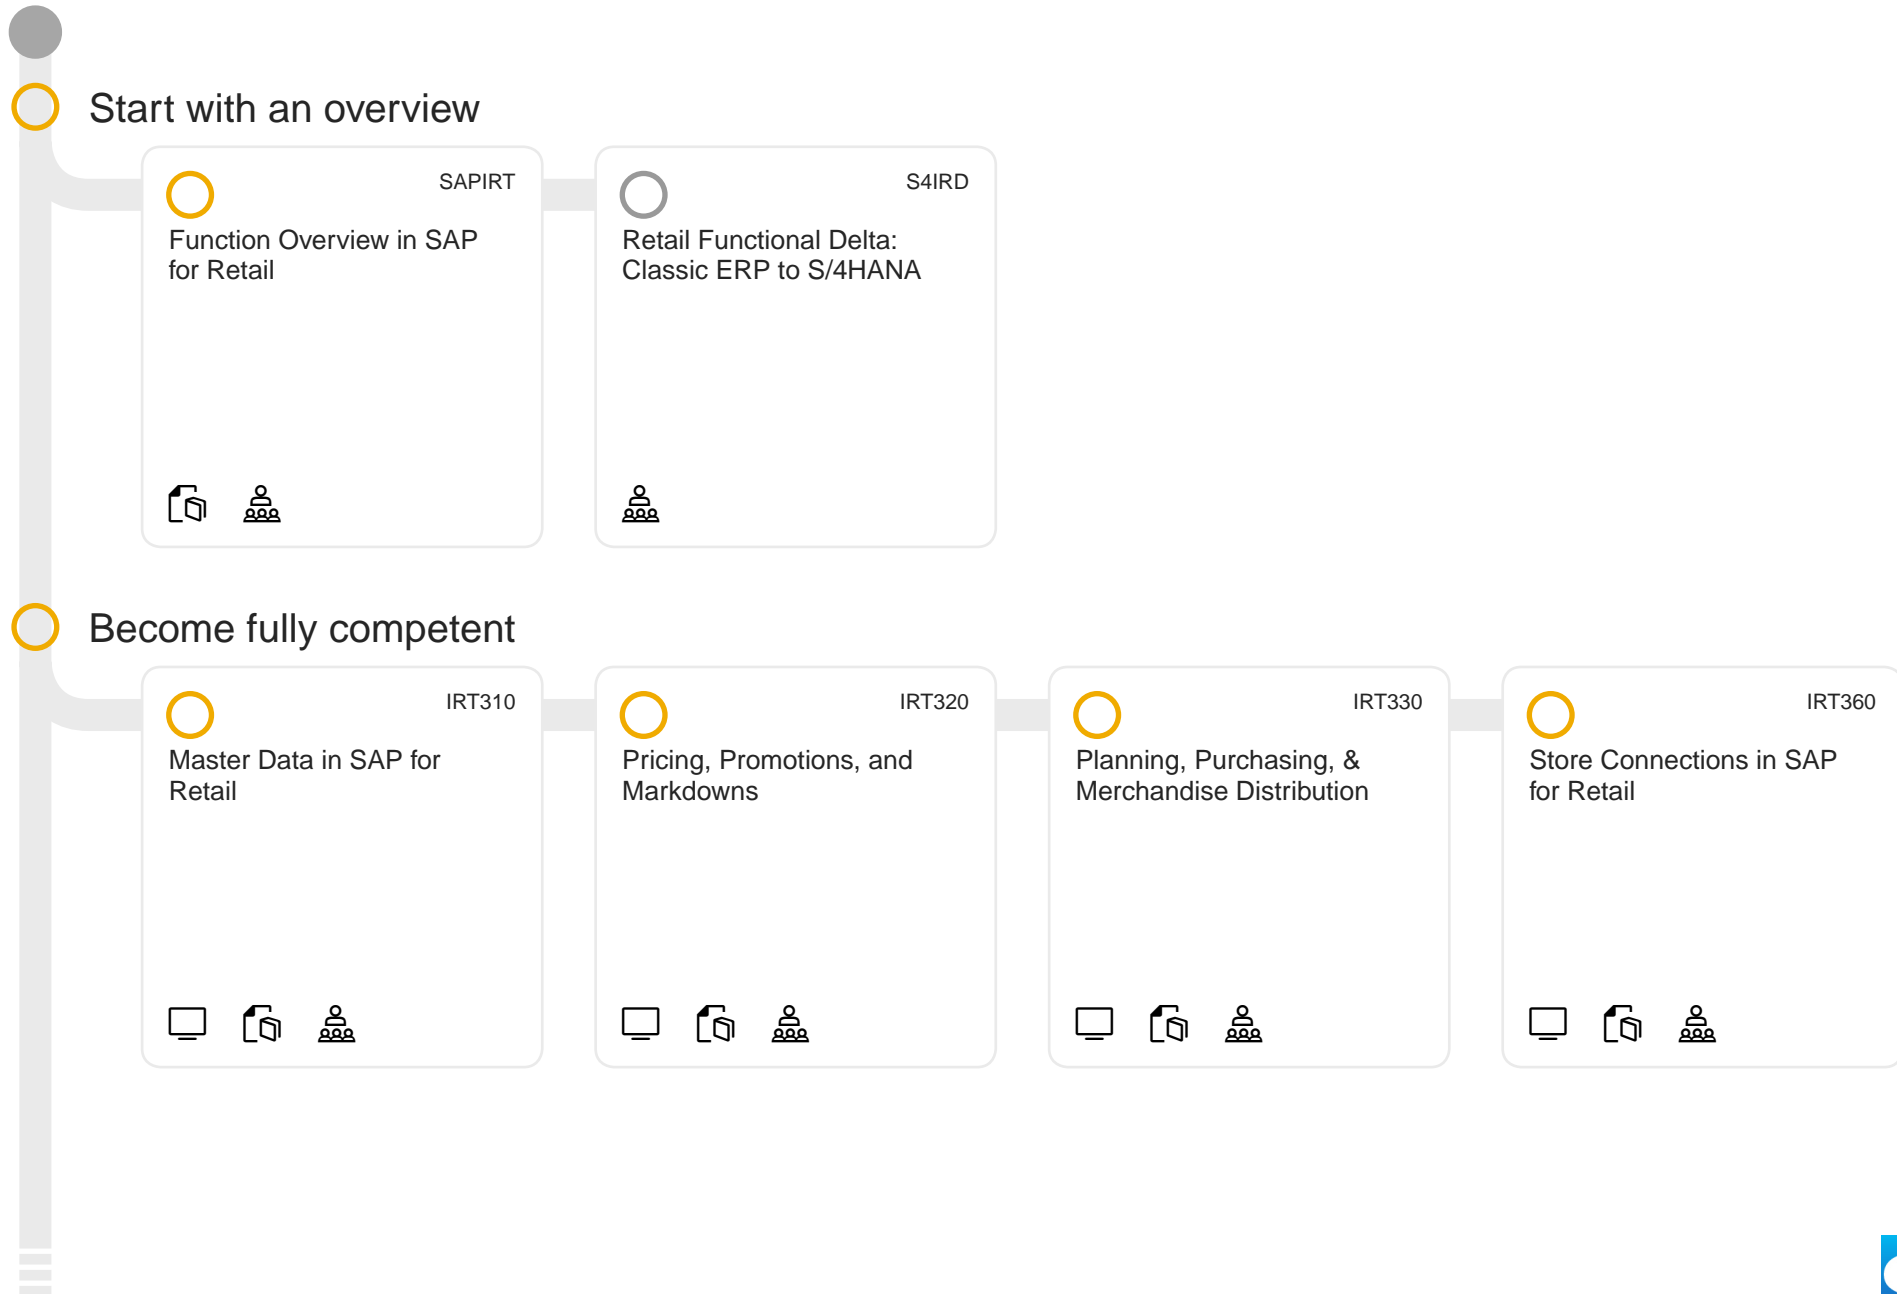 Start with an overview
SAPIRT
Function Overview in SAP
for Retail
S4IRD
Retail Functional Delta:
Classic ERP to S/4HANA
Become fully competent
IRT310
Master Data in SAP for
Retail
IRT320
Pricing, Promotions, and
Markdowns
IRT330
Planning, Purchasing, &
Merchandise Distribution
IRT360
Store Connections in SAP
for Retail